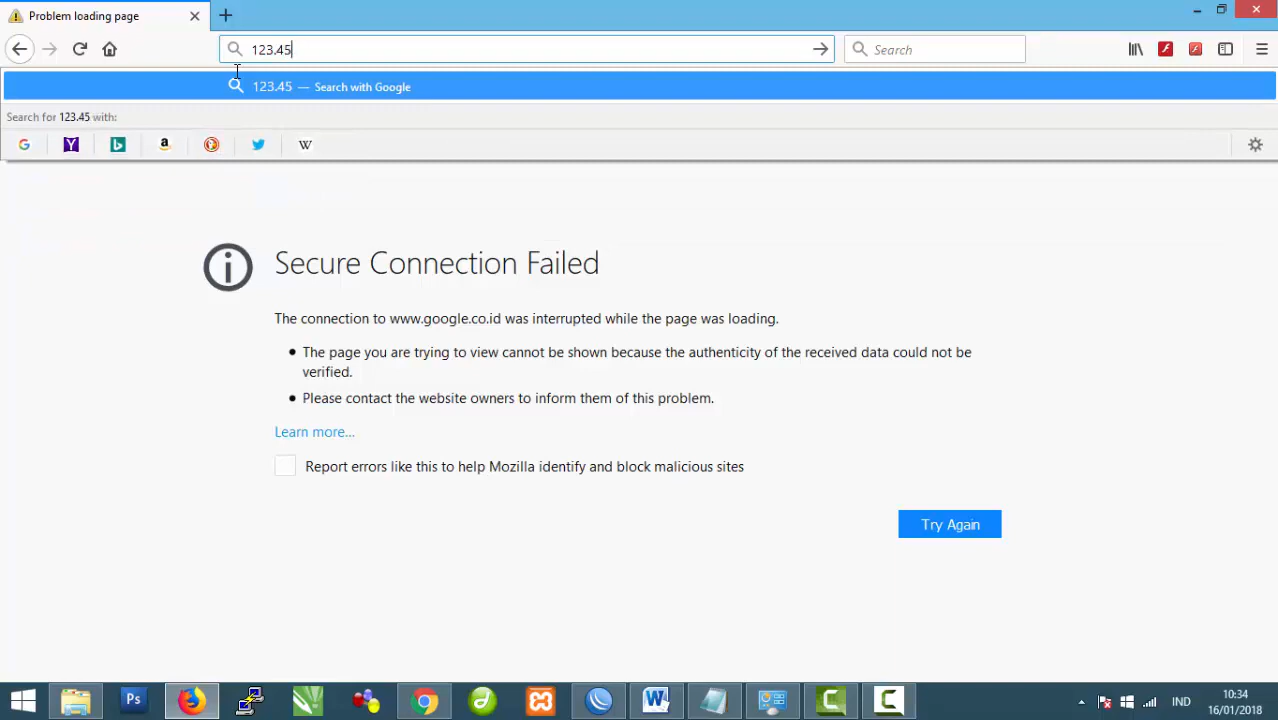 Problem loading page
123.45
Search
123.45 — Search with Google
Search for 123.45 with:
G Y b a W
Secure Connection Failed
The connection to www.google.co.id was interrupted while the page was loading.
The page you are trying to view cannot be shown because the authenticity of the received data could not be
verified.
Please contact the website owners to inform them of this problem.
Learn more...
Report errors like this to help Mozilla identify and block malicious sites
Try Again
Ps
W
C
C
IND
10:34
16/01/2018